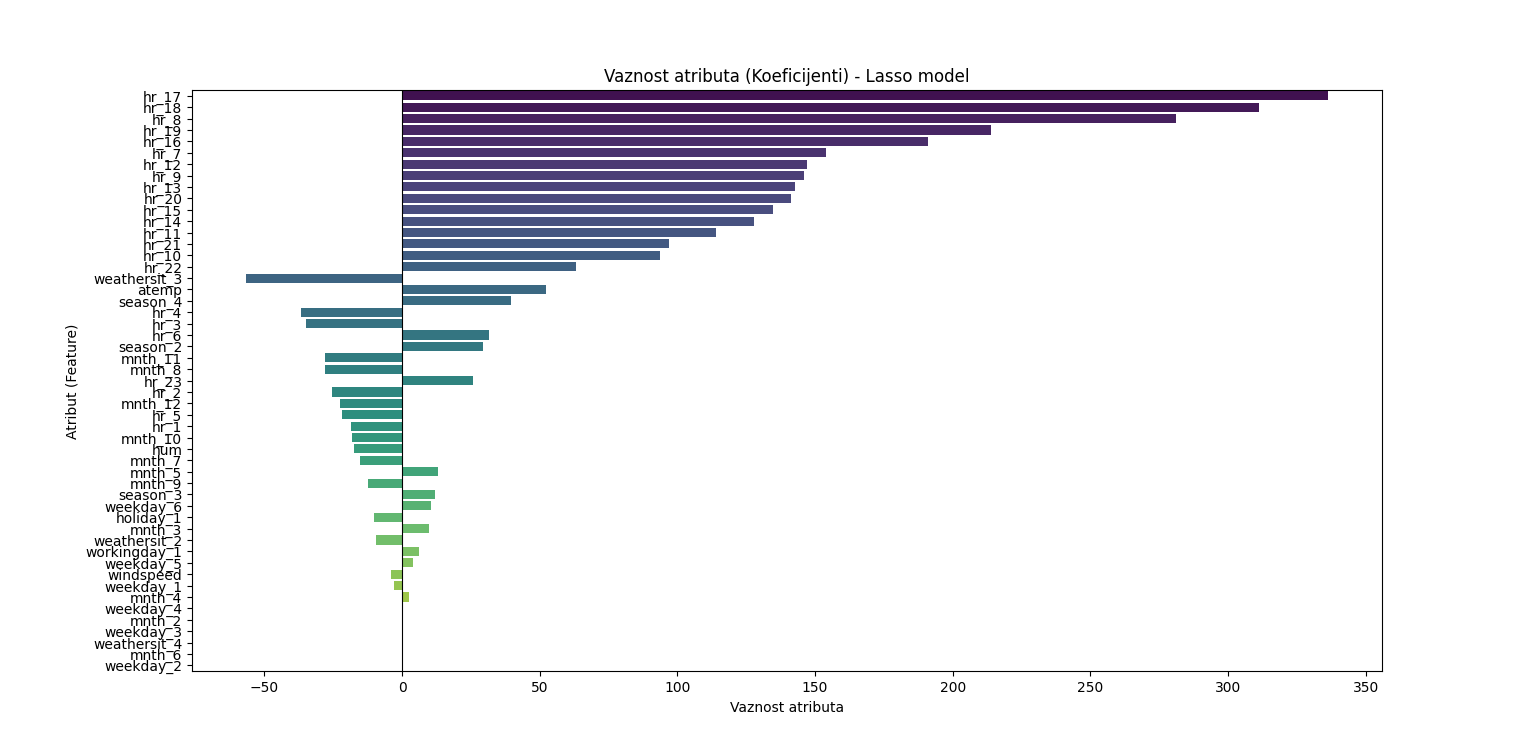 Vaznost atributa (Koeficijenti) - Lasso model
hr_17
hr_18
hr_8
hr_19
hr_16
hr_7
hr_12
hr_9
hr_13
hr_20
hr_15
hr_14
hr_11
hr_21
hr_10
hr_22
weathersit_3
atemp
season_4
hr_4
hr_3
hr_6
season_2
mnth_11
mnth_8
hr_23
hr_2
mnth_12
hr_5
hr_1
mnth_10
hum
mnth_7
mnth_5
mnth_9
season_3
weekday_6
holiday_1
mnth_3
weathersit_2
workingday_1
weekday_5
windspeed
weekday_1
mnth_4
weekday_4
mnth_2
weekday_3
weathersit_4
mnth_6
weekday_2
Atribut (Feature)
−50 0 50 100 150 200 250 300 350
Vaznost atributa